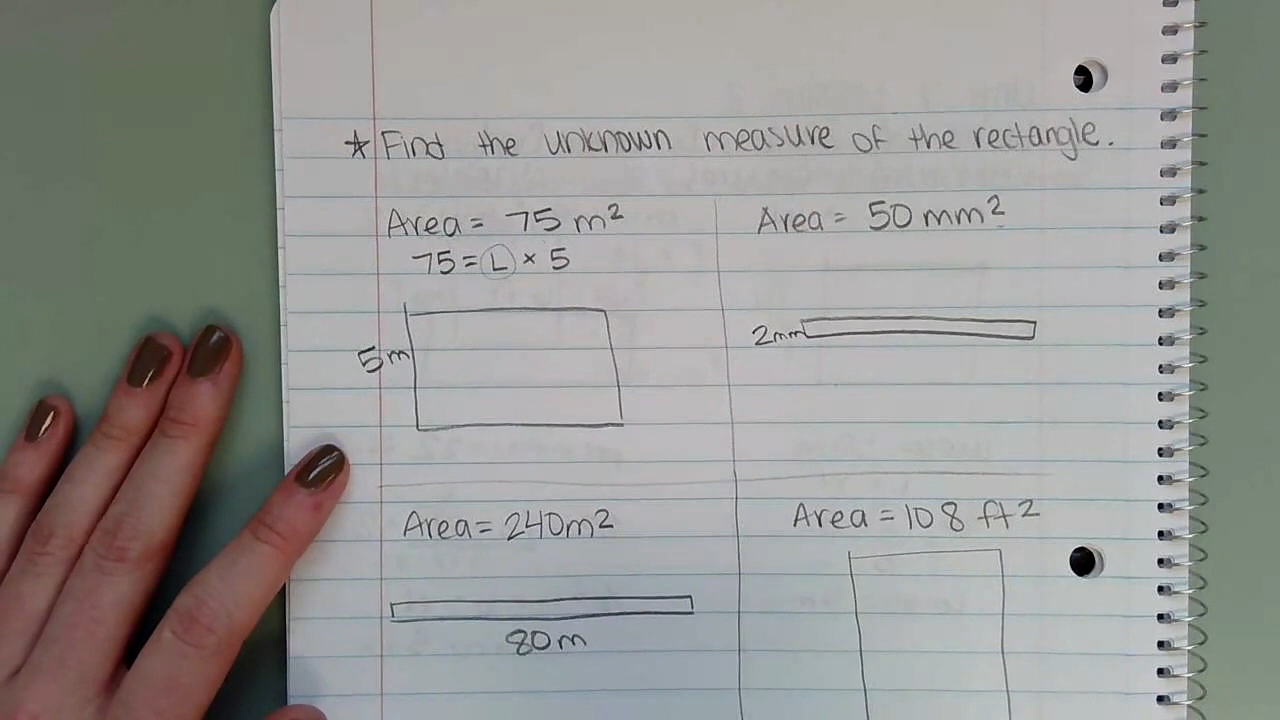 ★ Find the unknown measure of the rectangle.
Area = 75 m²
75 = L × 5
5m
Area = 50 mm²
2mm
Area = 240m²
80m
Area = 108 ft²